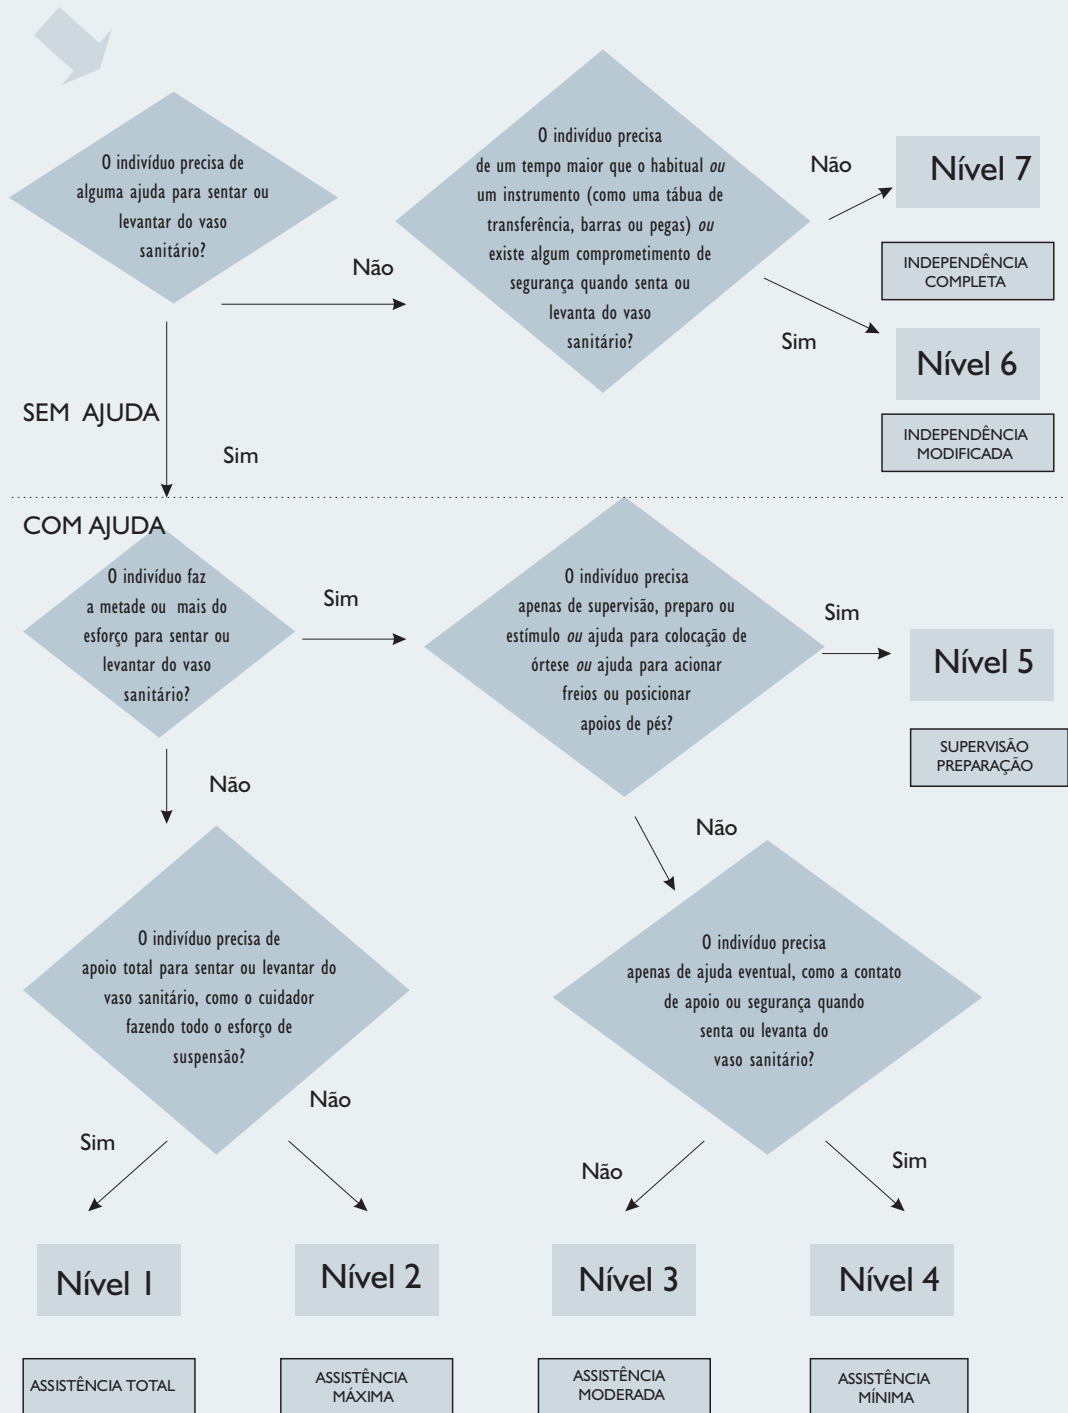 O indivíduo precisa de
alguma ajuda para sentar ou
levantar do vaso
sanitário?
Não
O indivíduo precisa
de um tempo maior que o habitual ou
um instrumento (como uma tábua de
transferência, barras ou pegas) ou
existe algum comprometimento de
segurança quando senta ou
levanta do vaso
sanitário?
Não
Nível 7
INDEPENDÊNCIA
COMPLETA
Sim
Nível 6
INDEPENDÊNCIA
MODIFICADA
SEM AJUDA
Sim
COM AJUDA
O indivíduo faz
a metade ou mais do
esforço para sentar ou
levantar do vaso
sanitário?
Sim
O indivíduo precisa
apenas de supervisão, preparo ou
estímulo ou ajuda para colocação de
órtese ou ajuda para acionar
freios ou posicionar
apoios de pés?
Sim
Nível 5
SUPERVISÃO
PREPARAÇÃO
Não
Não
O indivíduo precisa de
apoio total para sentar ou levantar do
vaso sanitário, como o cuidador
fazendo todo o esforço de
suspensão?
O indivíduo precisa
apenas de ajuda eventual, como a contato
de apoio ou segurança quando
senta ou levanta do
vaso sanitário?
Sim
Não
Não
Sim
Nível 1
Nível 2
Nível 3
Nível 4
ASSISTÊNCIA TOTAL
ASSISTÊNCIA
MÁXIMA
ASSISTÊNCIA
MODERADA
ASSISTÊNCIA
MÍNIMA